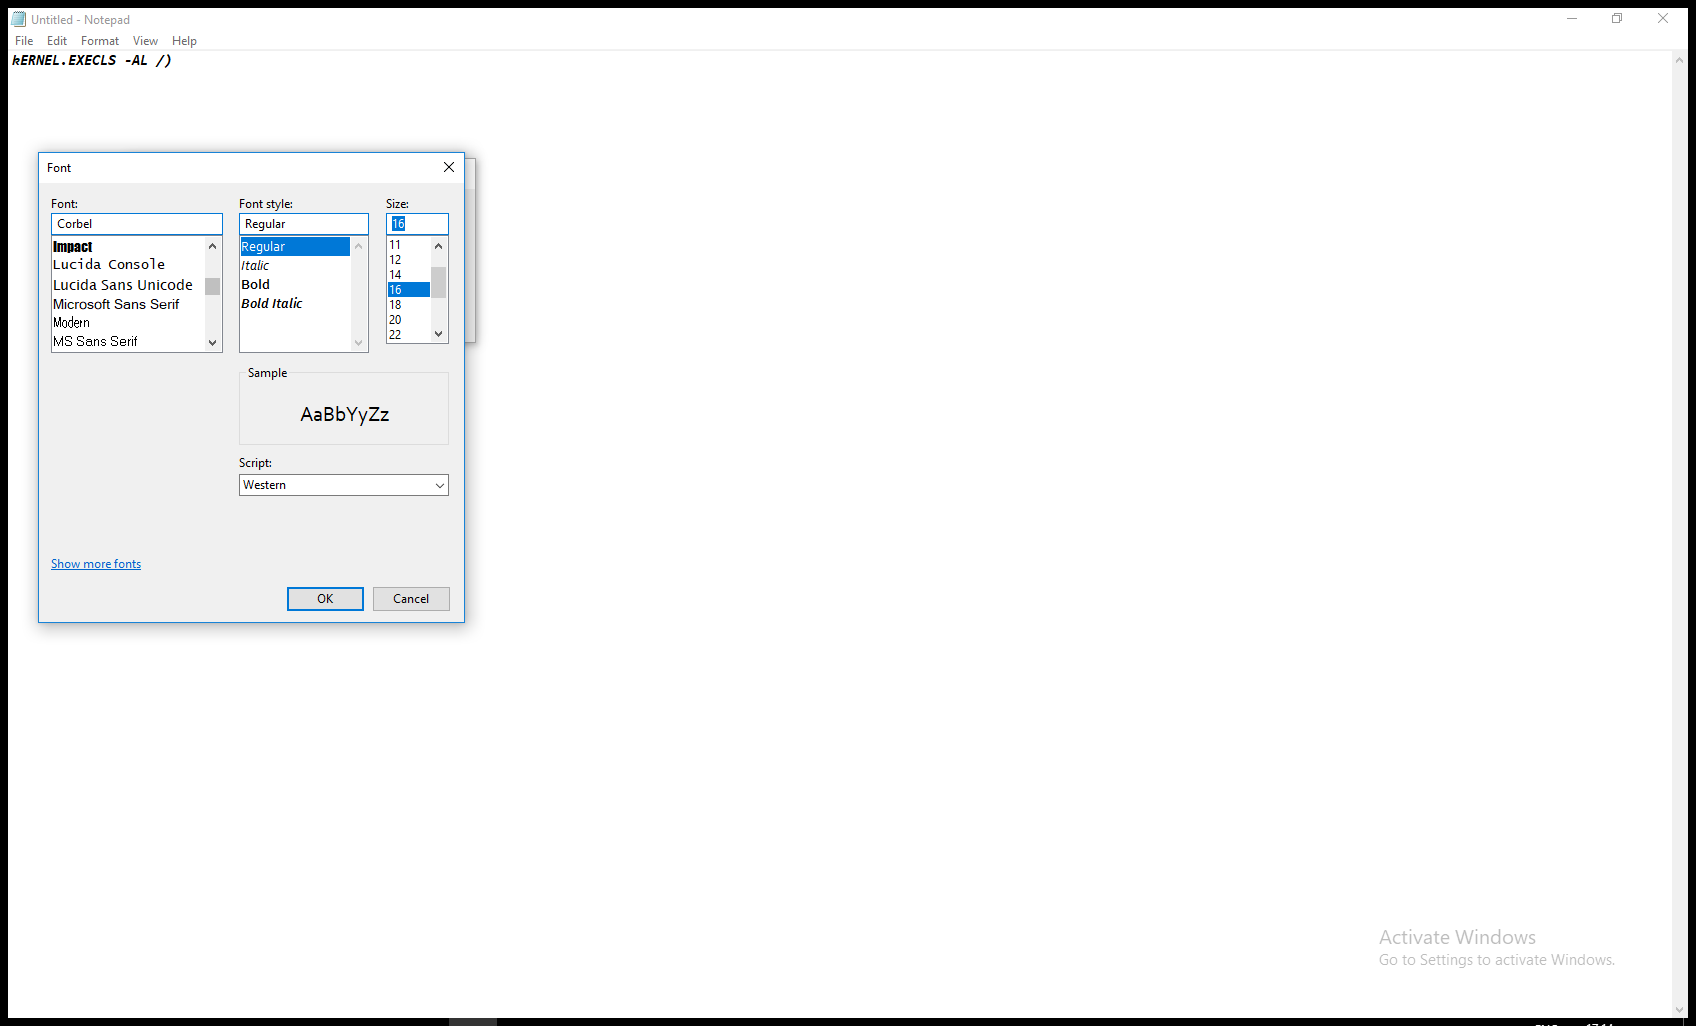 Untitled - Notepad
File Edit Format View Help
kERNEL.EXECLS -AL /)
Font
Font: Font style: Size:
Corbel Regular 16
Impact
Lucida Console
Lucida Sans Unicode
Microsoft Sans Serif
Modern
MS Sans Serif
Regular
Italic
Bold
Bold Italic
11
12
14
16
18
20
22
Sample
AaBbYyZz
Script:
Western
Show more fonts
OK Cancel
Activate Windows
Go to Settings to activate Windows.